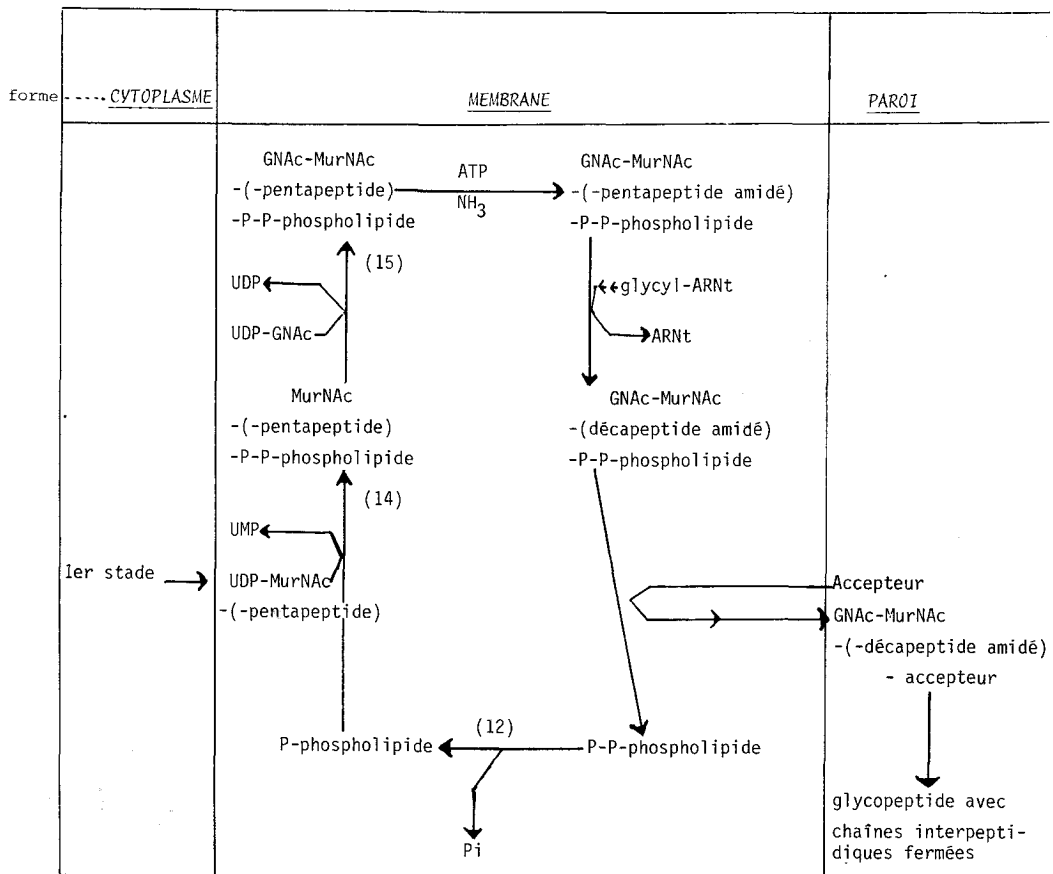 forme ----- CYTOPLASME
MEMBRANE
PAROI
GNAc-MurNAc
-(-pentapeptide)
-P-P-phospholipide
ATP
NH3
GNAc-MurNAc
-(-pentapeptide amidé)
-P-P-phospholipide
(15)
UDP
UDP-GNAc
glycyl-ARNt
ARNt
MurNAc
-(-pentapeptide)
-P-P-phospholipide
GNAc-MurNAc
-(décapeptide amidé)
-P-P-phospholipide
(14)
UMP
1er stade
UDP-MurNAc
-(-pentapeptide)
Accepteur
GNAc-MurNAc
-(-décapeptide amidé)
- accepteur
P-phospholipide
(12)
P-P-phospholipide
Pi
glycopeptide avec
chaînes interpepti-
diques fermées